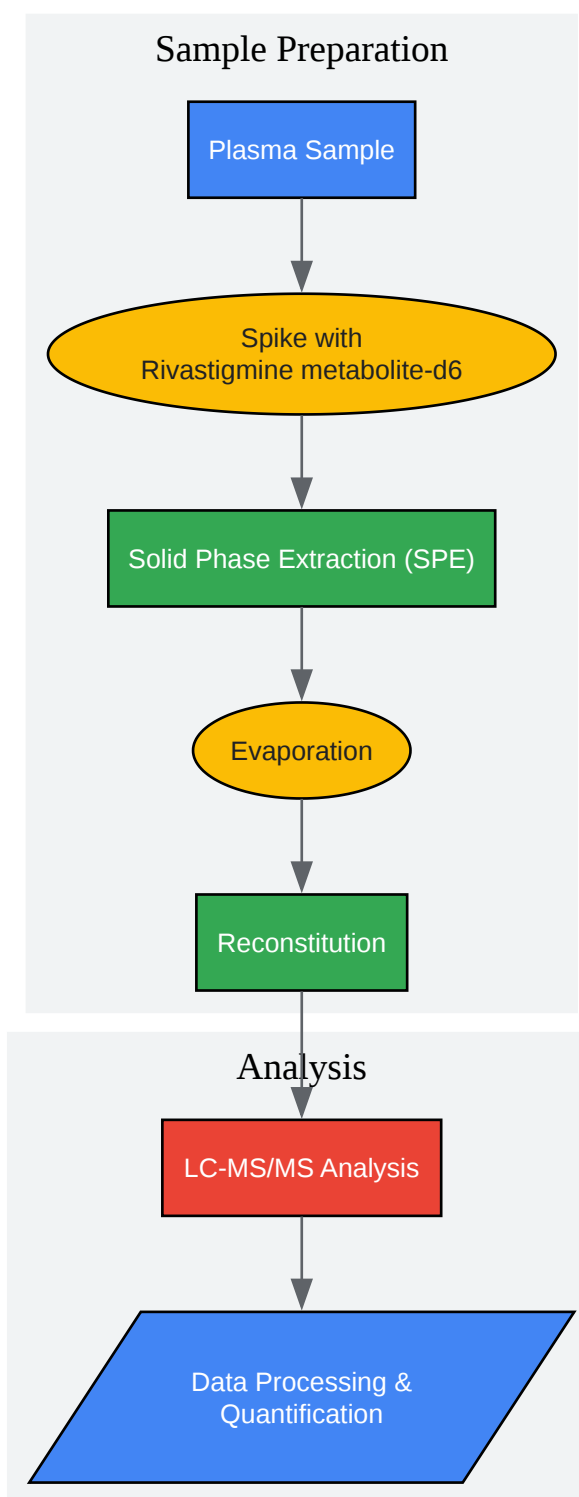 Sample Preparation
Plasma Sample
Spike with
Rivastigmine metabolite-d6
Solid Phase Extraction (SPE)
Evaporation
Reconstitution
Analysis
LC-MS/MS Analysis
Data Processing &
Quantification